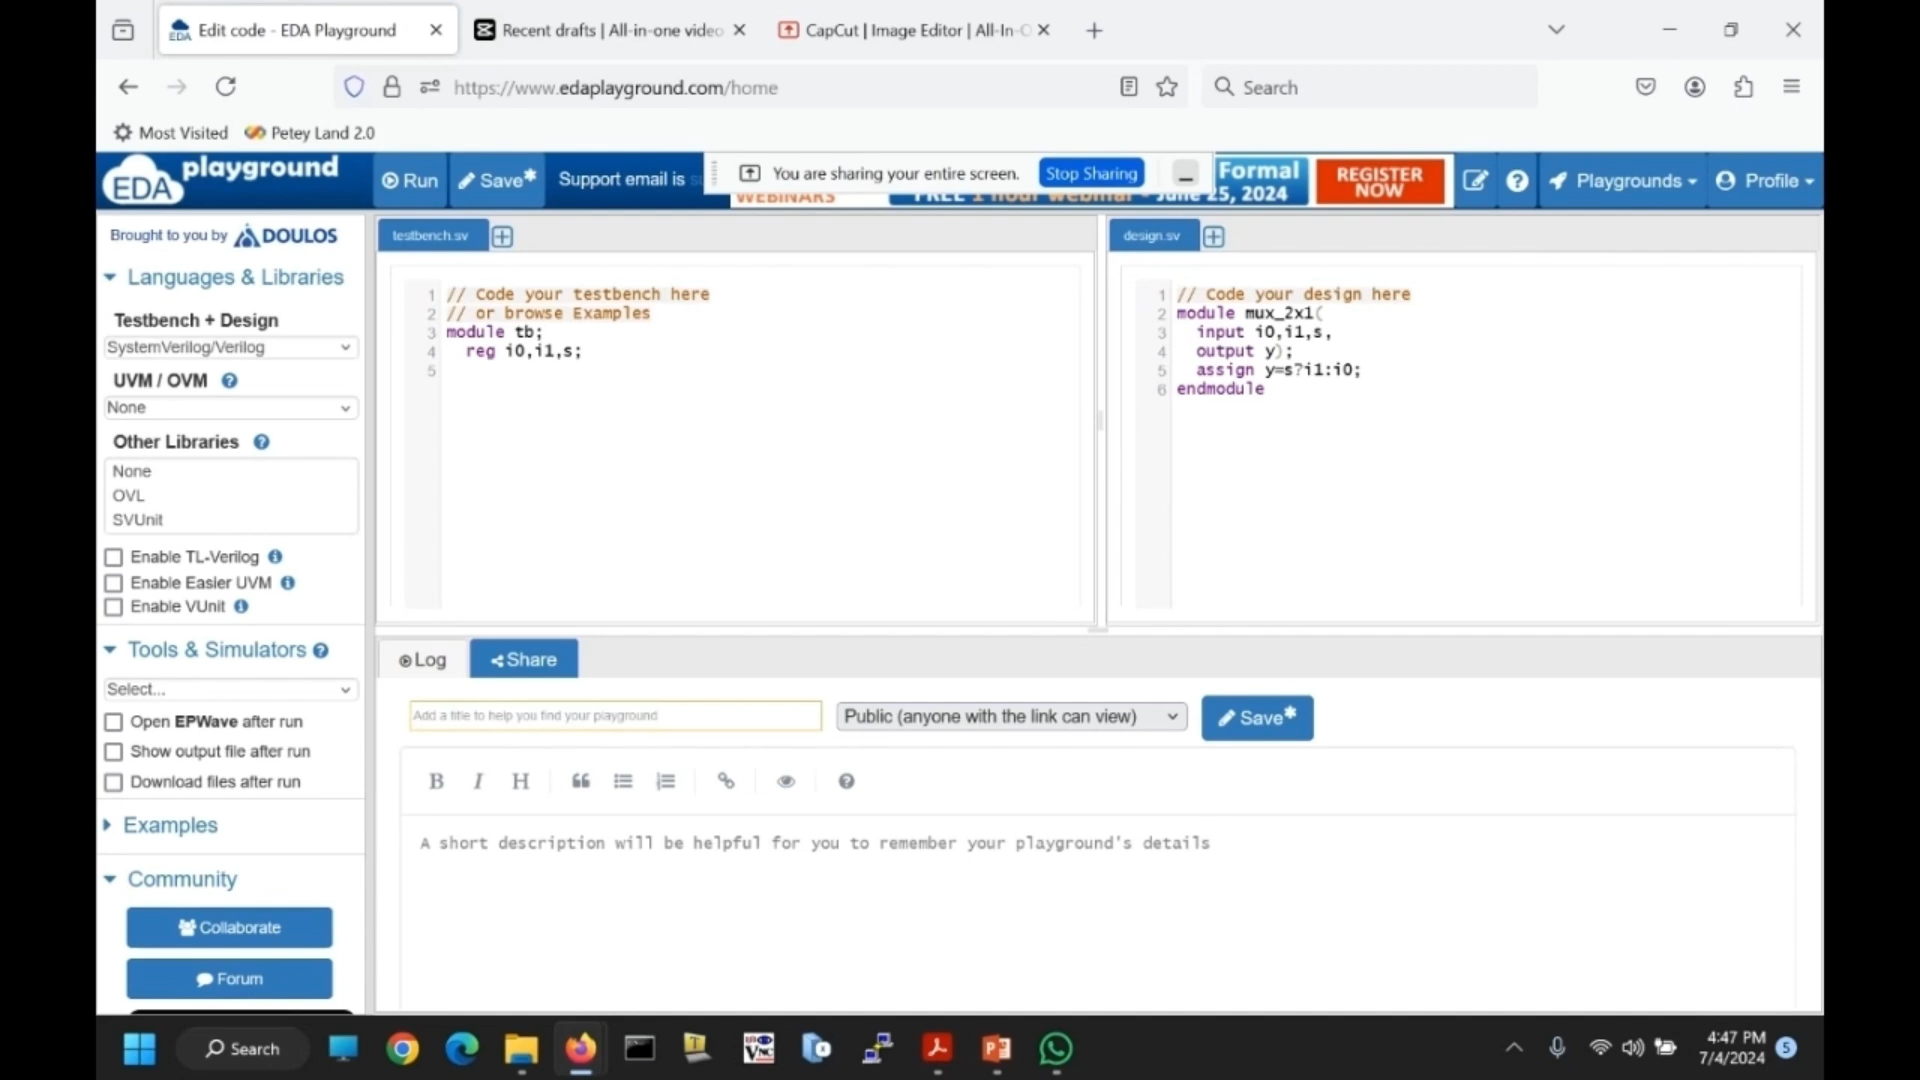 Edit code - EDA Playground
Recent drafts | All-in-one video
CapCut | Image Editor | All-In-O
https://www.edaplayground.com/home
Search
Most Visited
Petey Land 2.0
EDA playground
Run
Save*
Support email is
You are sharing your entire screen.
Stop Sharing
WEBINARS
Formal
FREE 1 hour webinar - June 25, 2024
REGISTER NOW
Playgrounds
Profile
Brought to you by DOULOS
Languages & Libraries
Testbench + Design
SystemVerilog/Verilog
UVM / OVM
None
Other Libraries
None
OVL
SVUnit
Enable TL-Verilog
Enable Easier UVM
Enable VUnit
Tools & Simulators
Select...
Open EPWave after run
Show output file after run
Download files after run
Examples
Community
Collaborate
Forum
testbench.sv
1 // Code your testbench here
2 // or browse Examples
3 module tb;
4 reg i0,i1,s;
5
design.sv
1 // Code your design here
2 module mux_2x1(
3 input i0,i1,s,
4 output y);
5 assign y=s?i1:i0;
6 endmodule
Log
Share
Add a title to help you find your playground
Public (anyone with the link can view)
Save*
B I H
A short description will be helpful for you to remember your playground's details
Search
4:47 PM
7/4/2024
5